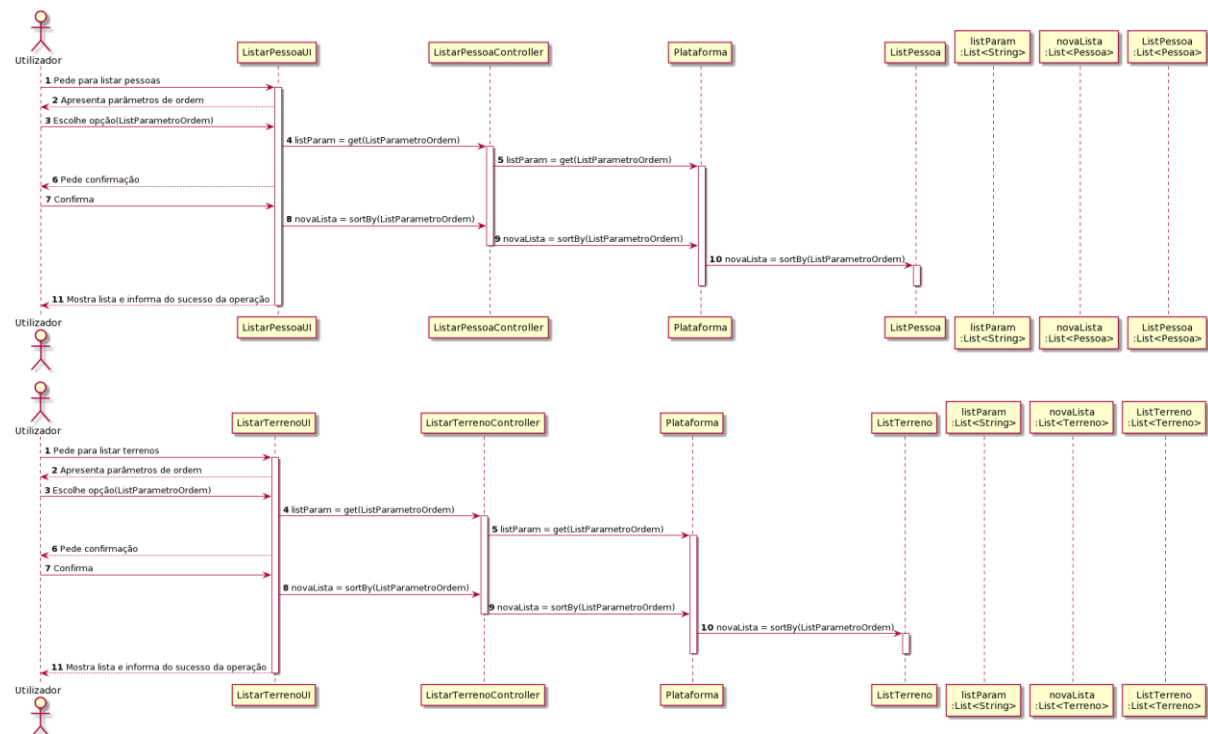 Utilizador
ListarPessoaUI
ListarPessoaController
Plataforma
ListPessoa
listParam
:List<String>
novaLista
:List<Pessoa>
ListPessoa
:List<Pessoa>
1 Pede para listar pessoas
2 Apresenta parâmetros de ordem
3 Escolhe opção(ListParametroOrdem)
4 listParam = get(ListParametroOrdem)
5 listParam = get(ListParametroOrdem)
6 Pede confirmação
7 Confirma
8 novaLista = sortBy(ListParametroOrdem)
9 novaLista = sortBy(ListParametroOrdem)
10 novaLista = sortBy(ListParametroOrdem)
11 Mostra lista e informa do sucesso da operação
Utilizador
ListarPessoaUI
ListarPessoaController
Plataforma
ListPessoa
listParam
:List<String>
novaLista
:List<Pessoa>
ListPessoa
:List<Pessoa>
Utilizador
ListarTerrenoUI
ListarTerrenoController
Plataforma
ListTerreno
listParam
:List<String>
novaLista
:List<Terreno>
ListTerreno
:List<Terreno>
1 Pede para listar terrenos
2 Apresenta parâmetros de ordem
3 Escolhe opção(ListParametroOrdem)
4 listParam = get(ListParametroOrdem)
5 listParam = get(ListParametroOrdem)
6 Pede confirmação
7 Confirma
8 novaLista = sortBy(ListParametroOrdem)
9 novaLista = sortBy(ListParametroOrdem)
10 novaLista = sortBy(ListParametroOrdem)
11 Mostra lista e informa do sucesso da operação
Utilizador
ListarTerrenoUI
ListarTerrenoController
Plataforma
ListTerreno
listParam
:List<String>
novaLista
:List<Terreno>
ListTerreno
:List<Terreno>